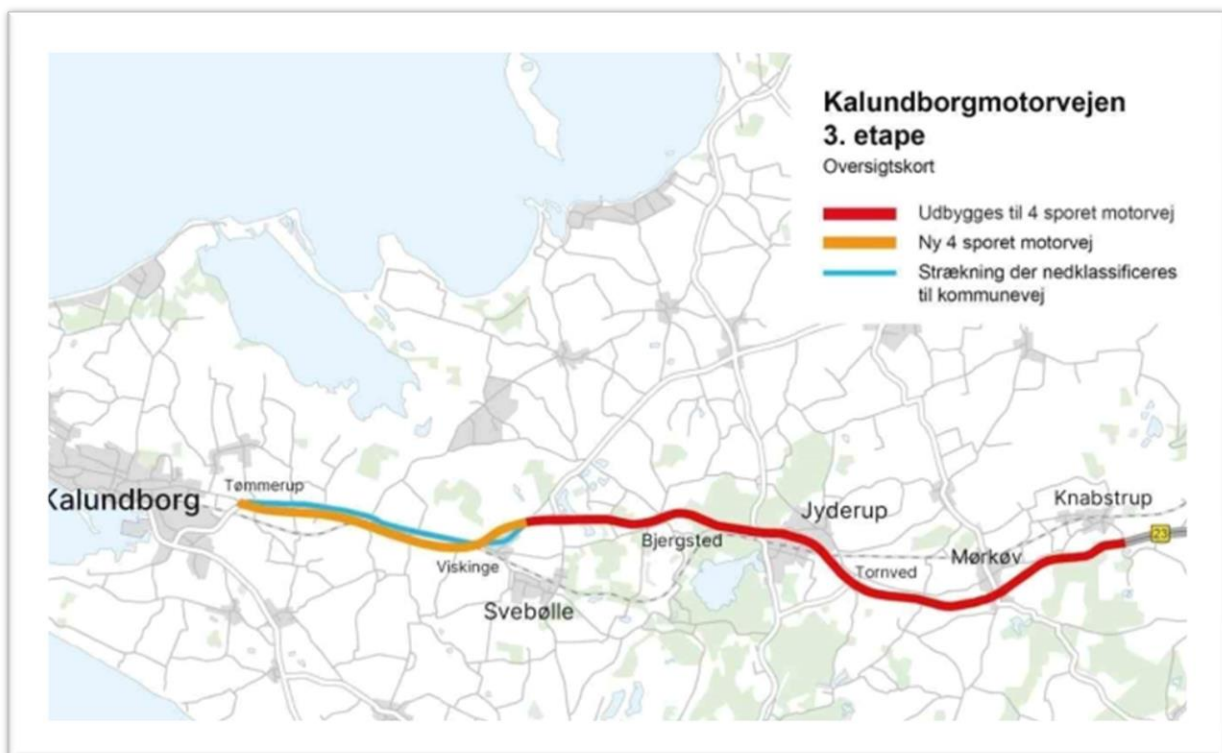 Kalundborgmotorvejen
3. etape
Oversigtskort
Udbygges til 4 sporet motorvej
Ny 4 sporet motorvej
Strækning der nedklassificeres
til kommunevej
Tømmerup
Kalundborg
Viskinge
Svebølle
Bjergsted
Jyderup
Tornved
Mørkøv
Knabstrup
23